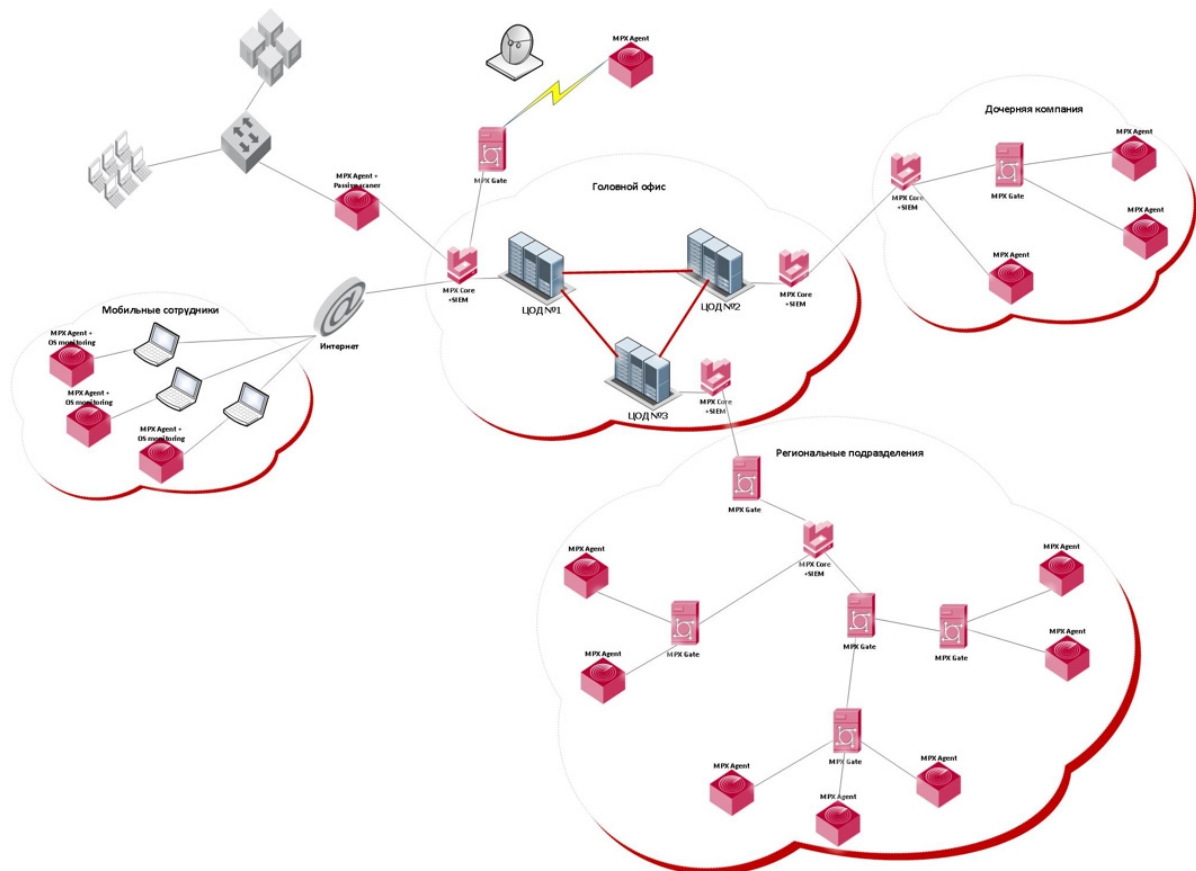 MPX Agent
Дочерняя компания
MPX Agent
MPX Gate
MPX Agent +
MPX Gate
Головной офис
MPX Core
+SIEM
MPX Agent
MPX Agent
MPX Core
+SIEM
MPX Core
+SIEM
ЦОД №1
ЦОД №2
Мобильные сотрудники
MPX Agent +
OS monitoring
Интернет
MPX Agent +
OS monitoring
MPX Agent +
OS monitoring
ЦОД №3
MPX Core
+SIEM
Региональные подразделения
MPX Gate
MPX Core
+SIEM
MPX Agent
MPX Agent
MPX Gate
MPX Gate
MPX Gate
MPX Agent
MPX Agent
MPX Gate
MPX Agent
MPX Agent
MPX Agent